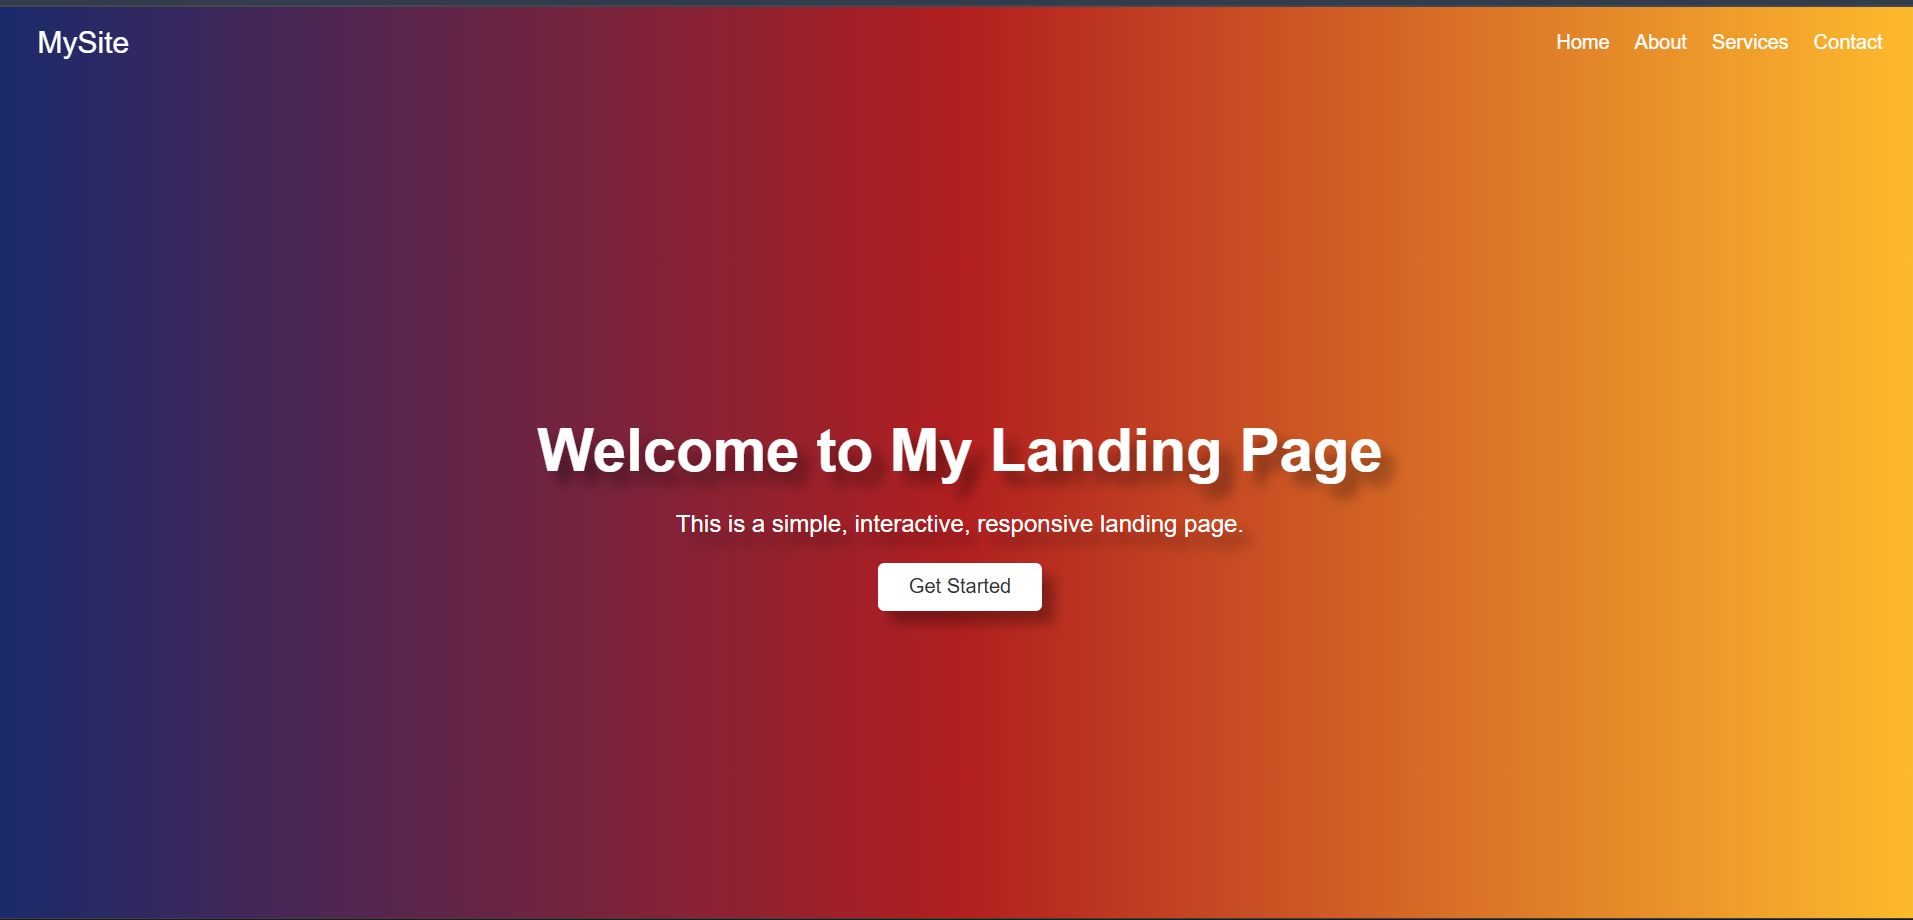 MySite
Home About Services Contact
Welcome to My Landing Page
This is a simple, interactive, responsive landing page.
Get Started